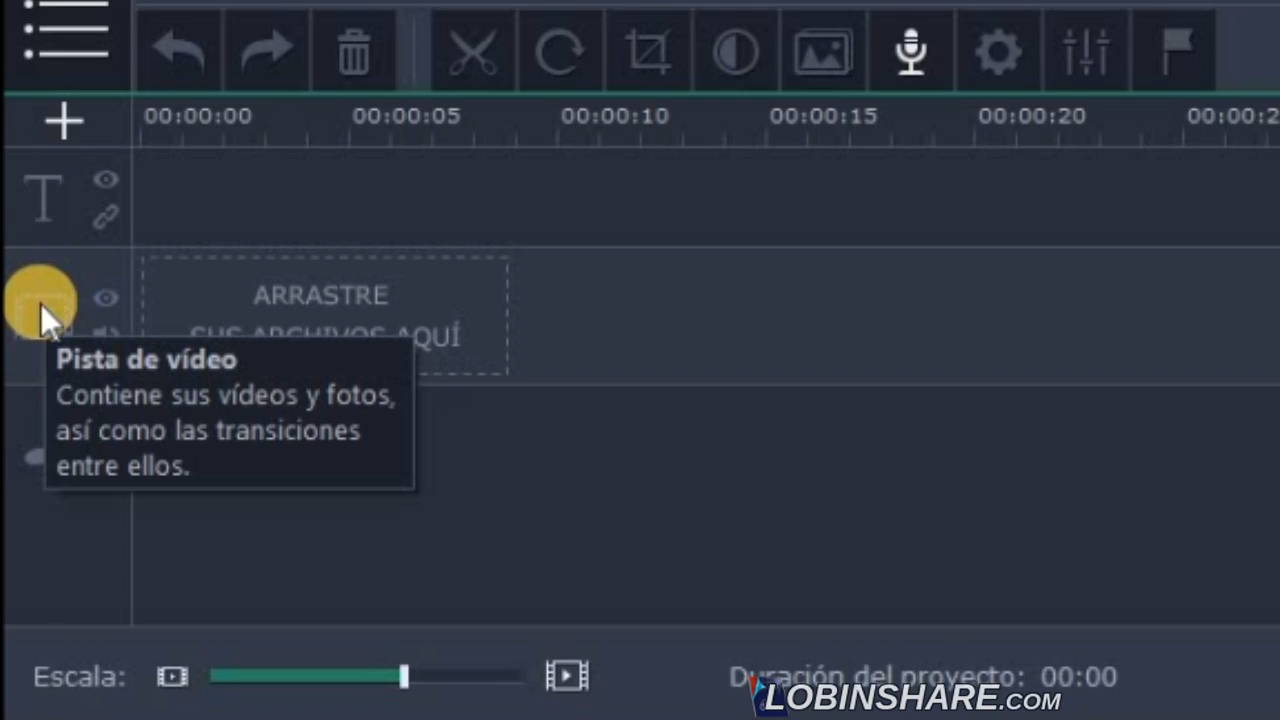 00:00:00 00:00:05 00:00:10 00:00:15 00:00:20 00:00:2
T
ARRASTRE
SUS ARCHIVOS AQUÍ
Pista de vídeo
Contiene sus vídeos y fotos,
así como las transiciones
entre ellos.
Escala:
Duración del proyecto: 00:00
LOBINSHARE.COM